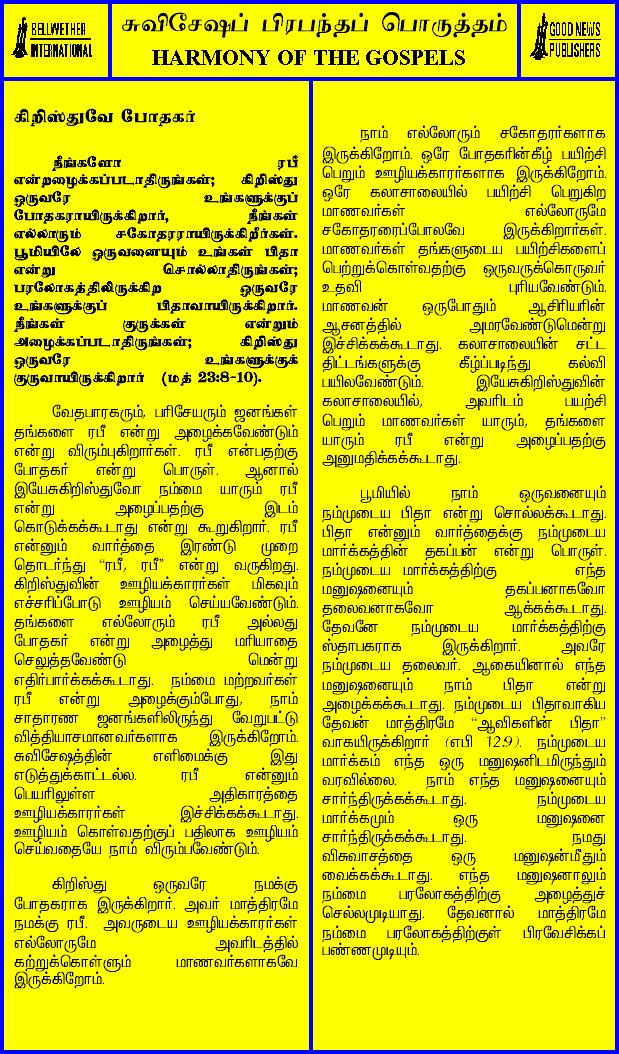 BELLWETHER
INTERNATIONAL
சுவிசேஷப் பிரபந்தப் பொருத்தம்
HARMONY OF THE GOSPELS
GOOD NEWS
PUBLISHERS
கிறிஸ்துவே போதகர்
நீங்களோ ரபீ
என்றழைக்கப்படாதிருங்கள்; கிறிஸ்து
ஒருவரே உங்களுக்குப்
போதகராயிருக்கிறார், நீங்கள்
எல்லாரும் சகோதரராயிருக்கிறீர்கள்.
பூமியிலே ஒருவனையும் உங்கள் பிதா
என்று சொல்லாதிருங்கள்;
பரலோகத்திலிருக்கிற ஒருவரே
உங்களுக்குப் பிதாவாயிருக்கிறார்.
நீங்கள் குருக்கள் என்றும்
அழைக்கப்படாதிருங்கள்; கிறிஸ்து
ஒருவரே உங்களுக்குக்
குருவாயிருக்கிறார் (மத் 23:8-10).
வேதபாரகரும், பரிசேயரும் ஜனங்கள்
தங்களை ரபீ என்று அழைக்கவேண்டும்
என்று விரும்புகிறார்கள். ரபீ என்பதற்கு
போதகர் என்று பொருள். ஆனால்
இயேசுகிறிஸ்துவோ நம்மை யாரும் ரபீ
என்று அழைப்பதற்கு இடம்
கொடுக்கக்கூடாது என்று கூறுகிறார். ரபீ
என்னும் வார்த்தை இரண்டு முறை
தொடர்ந்து “ரபீ, ரபீ” என்று வருகிறது.
கிறிஸ்துவின் ஊழியக்காரர்கள் மிகவும்
எச்சரிப்போடு ஊழியம் செய்யவேண்டும்.
தங்களை எல்லோரும் ரபீ அல்லது
போதகர் என்று அழைத்து மரியாதை
செலுத்தவேண்டு மென்று
எதிர்பார்க்கக்கூடாது. நம்மை மற்றவர்கள்
ரபீ என்று அழைக்கும்போது, நாம்
சாதாரண ஜனங்களிலிருந்து வேறுபட்டு
வித்தியாசமானவர்களாக இருக்கிறோம்.
சுவிசேஷத்தின் எளிமைக்கு இது
எடுத்துக்காட்டல்ல. ரபீ என்னும்
பெயரிலுள்ள அதிகாரத்தை
ஊழியக்காரர்கள் இச்சிக்கக்கூடாது.
ஊழியம் கொள்வதற்குப் பதிலாக ஊழியம்
செய்வதையே நாம் விரும்பவேண்டும்.
கிறிஸ்து ஒருவரே நமக்கு
போதகராக இருக்கிறார். அவர் மாத்திரமே
நமக்கு ரபீ. அவருடைய ஊழியக்காரர்கள்
எல்லோருமே அவரிடத்தில்
கற்றுக்கொள்ளும் மாணவர்களாகவே
இருக்கிறோம்.
நாம் எல்லோரும் சகோதரர்களாக
இருக்கிறோம். ஒரே போதகரின்கீழ் பயிற்சி
பெறும் ஊழியக்காரர்களாக இருக்கிறோம்.
ஒரே கலாசாலையில் பயிற்சி பெறுகிற
மாணவர்கள் எல்லோருமே
சகோதரரைப்போலவே இருக்கிறார்கள்.
மாணவர்கள் தங்களுடைய பயிற்சிகளைப்
பெற்றுக்கொள்வதற்கு ஒருவருக்கொருவர்
உதவி புரியவேண்டும்.
மாணவன் ஒருபோதும் ஆசிரியரின்
ஆசனத்தில் அமரவேண்டுமென்று
இச்சிக்கக்கூடாது. கலாசாலையின் சட்ட
திட்டங்களுக்கு கீழ்ப்படிந்து கல்வி
பயிலவேண்டும். இயேசுகிறிஸ்துவின்
கலாசாலையில், அவரிடம் பயற்சி
பெறும் மாணவர்கள் யாரும், தங்களை
யாரும் ரபீ என்று அழைப்பதற்கு
அனுமதிக்கக்கூடாது.
பூமியில் நாம் ஒருவனையும்
நம்முடைய பிதா என்று சொல்லக்கூடாது.
பிதா என்னும் வார்த்தைக்கு நம்முடைய
மார்க்கத்தின் தகப்பன் என்று பொருள்.
நம்முடைய மார்க்கத்திற்கு எந்த
மனுஷனையும் தகப்பனாகவோ
தலைவனாகவோ ஆக்கக்கூடாது.
தேவனே நம்முடைய மார்க்கத்திற்கு
ஸ்தாபகராக இருக்கிறார். அவரே
நம்முடைய தலைவர். ஆகையினால் எந்த
மனுஷனையும் நாம் பிதா என்று
அழைக்கக்கூடாது. நம்முடைய பிதாவாகிய
தேவன் மாத்திரமே “ஆவிகளின் பிதா”
வாகயிருக்கிறார் (எபி 12:9). நம்முடைய
மார்க்கம் எந்த ஒரு மனுஷனிடமிருந்தும்
வரவில்லை. நாம் எந்த மனுஷனையும்
சார்ந்திருக்கக்கூடாது. நம்முடைய
மார்க்கமும் ஒரு மனுஷனை
சார்ந்திருக்கக்கூடாது. நமது
விசுவாசத்தை ஒரு மனுஷன்மீதும்
வைக்கக்கூடாது. எந்த மனுஷனாலும்
நம்மை பரலோகத்திற்கு அழைத்துச்
செல்லமுடியாது. தேவனால் மாத்திரமே
நம்மை பரலோகத்திற்குள் பிரவேசிக்கப்
பண்ணமுடியும்.